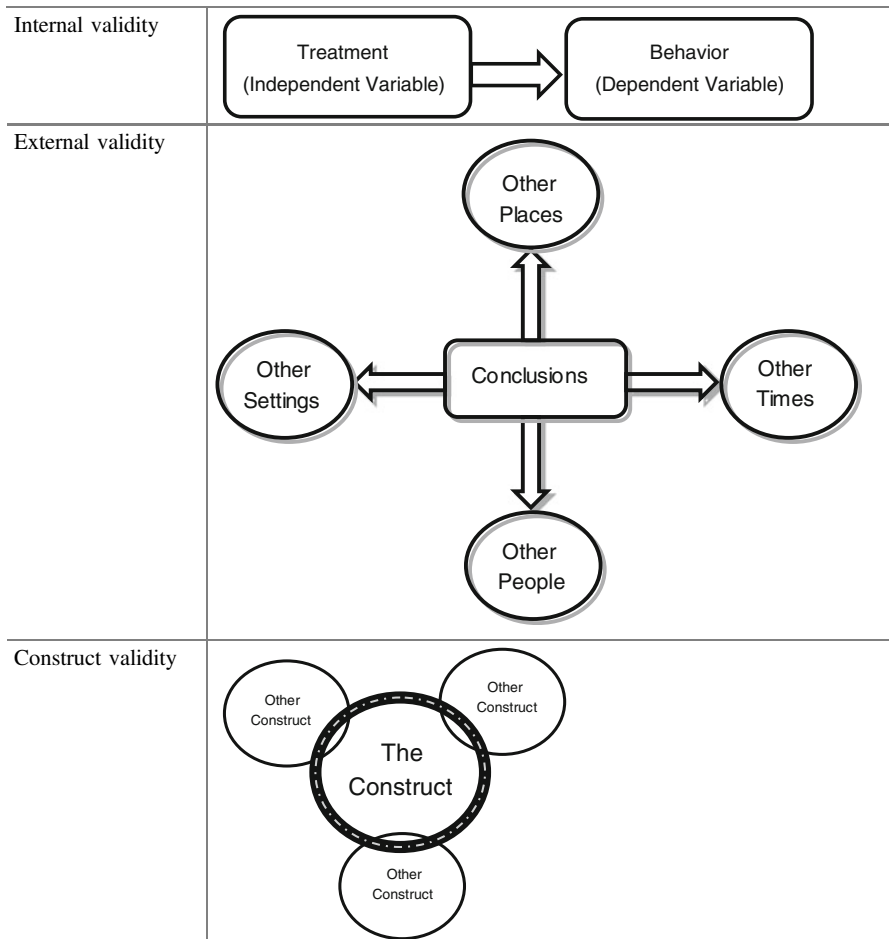 Internal validity
Treatment
(Independent Variable)
Behavior
(Dependent Variable)
External validity
Other
Places
Other
Settings
Conclusions
Other
Times
Other
People
Construct validity
Other
Construct
Other
Construct
The
Construct
Other
Construct